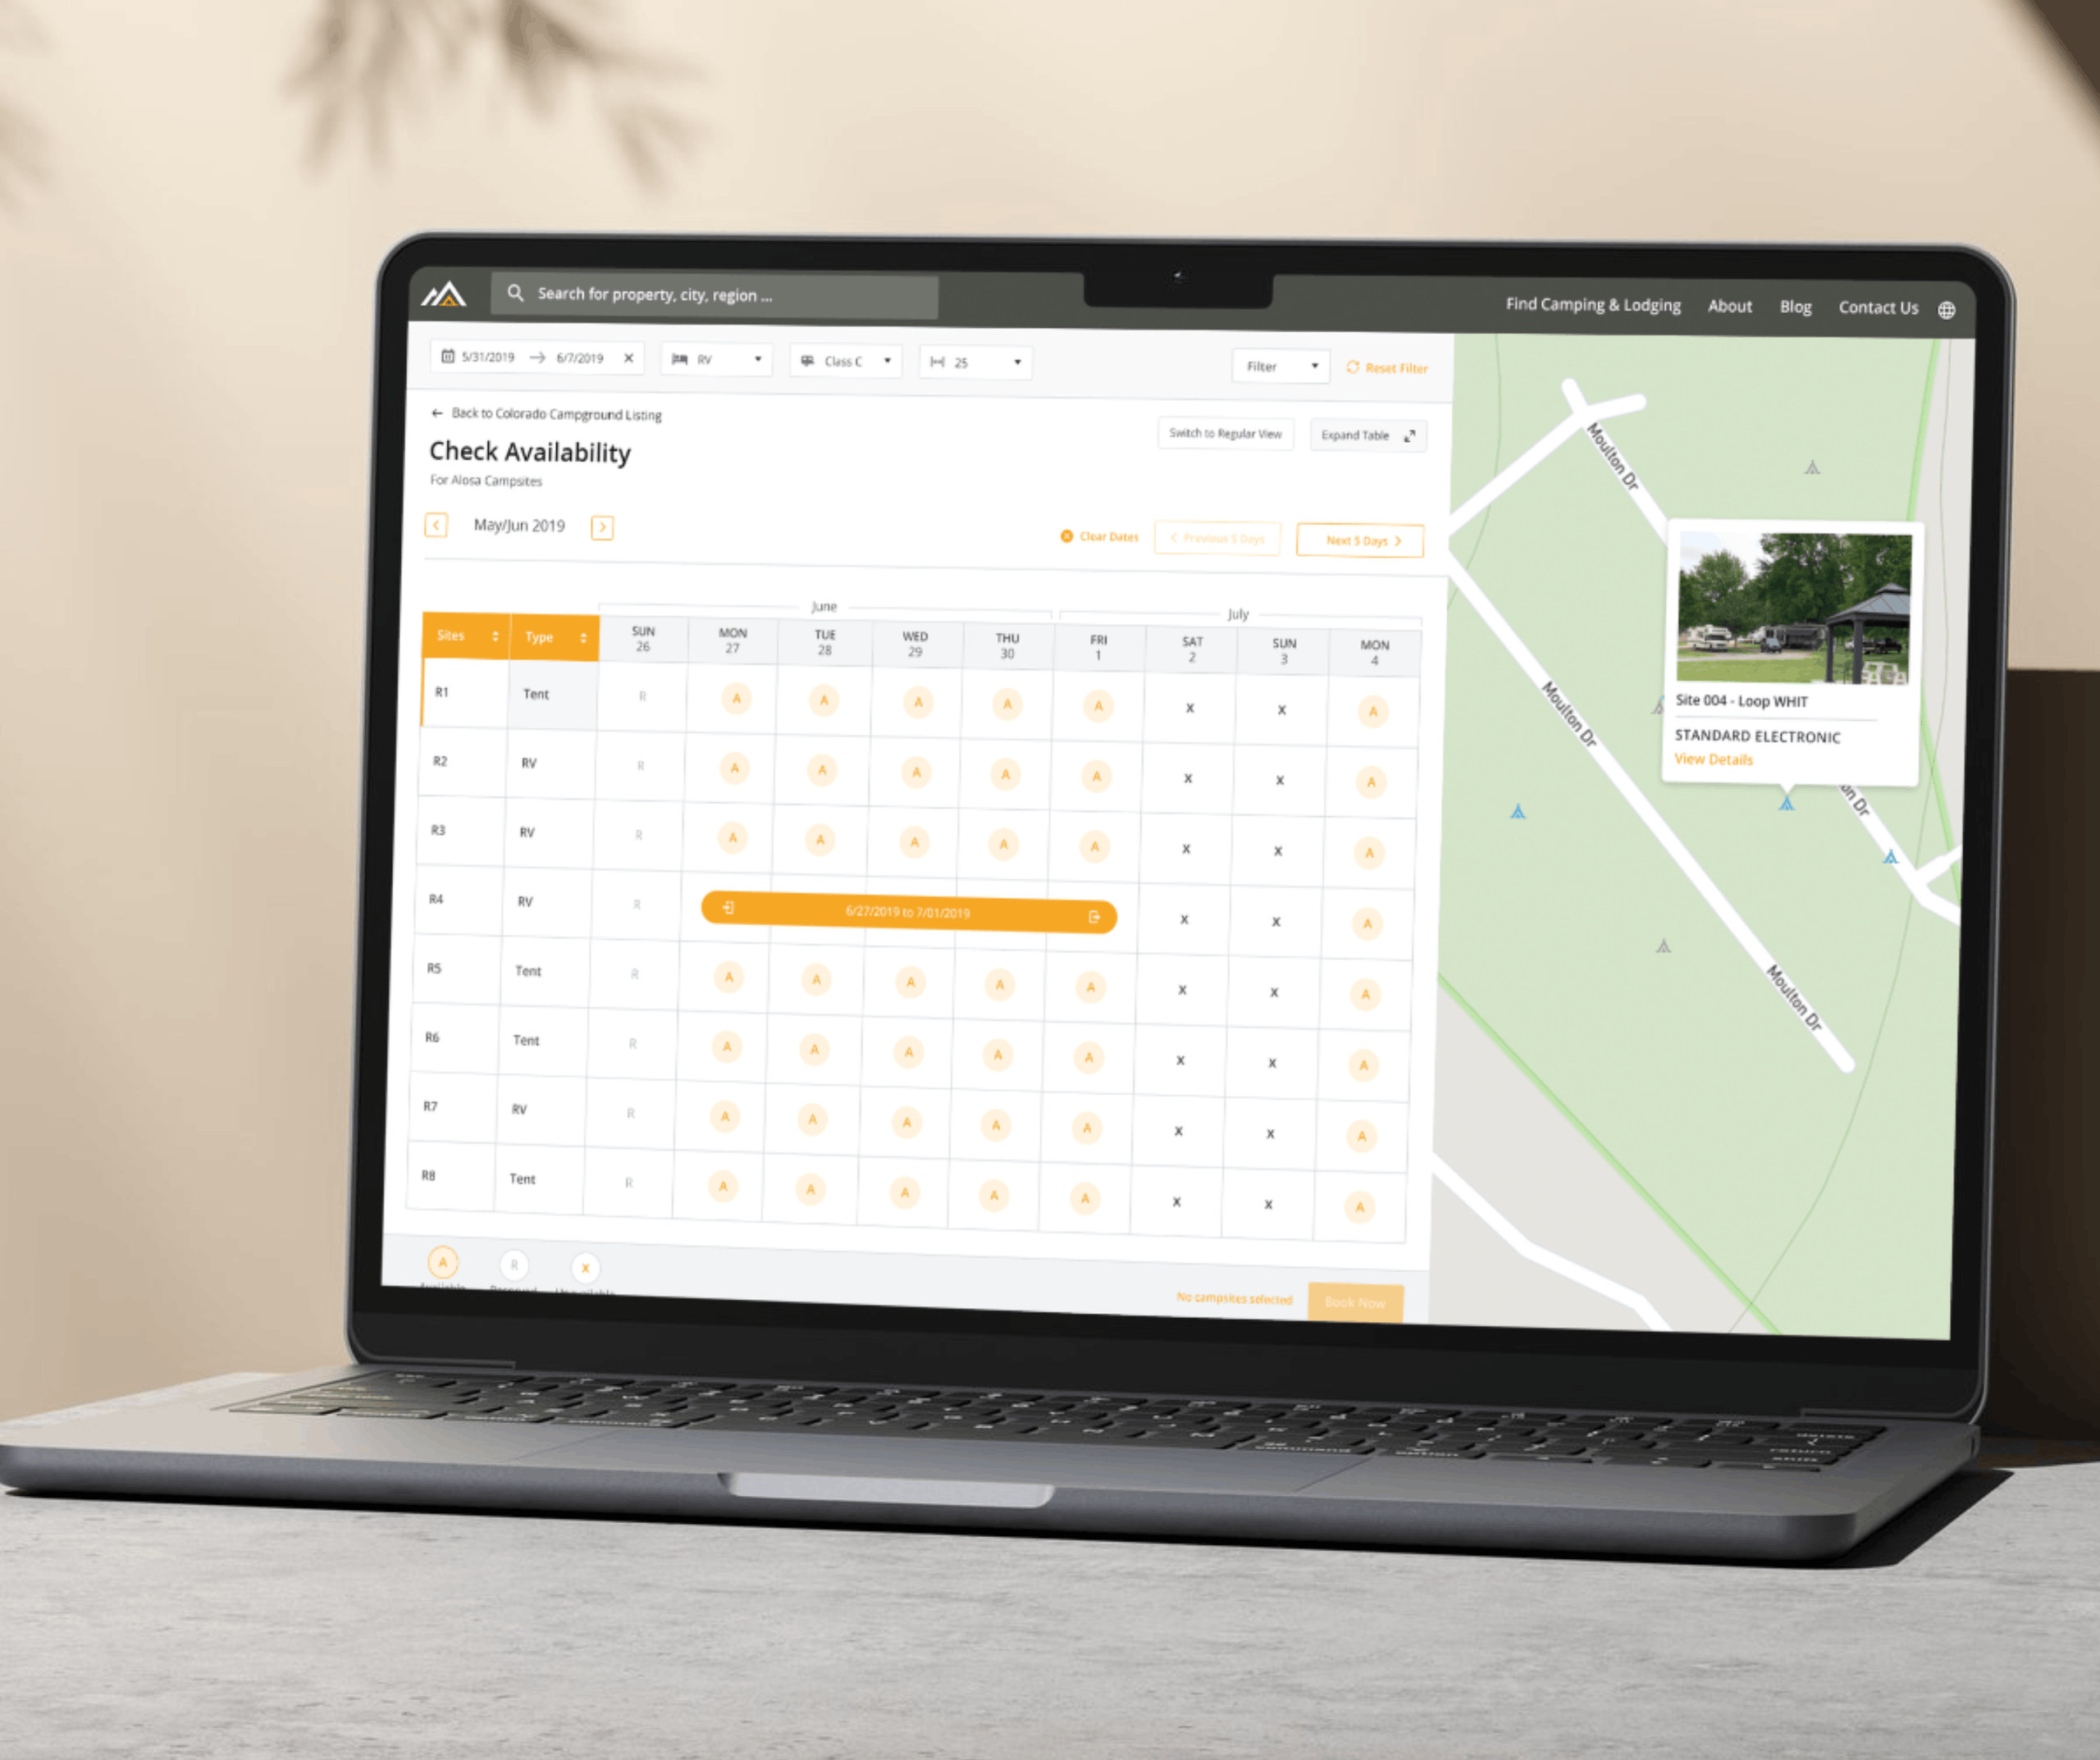 Search for property, city, region ...
Find Camping & Lodging About Blog Contact Us
5/31/2019 6/7/2019 RV Class C 25 Filter Reset Filter
Back to Colorado Campground Listing
Switch to Regular View Expand Table
Check Availability
For Alosa Campsites
May/Jun 2019
Clear Dates Previous 5 Days Next 5 Days
June July
Sites Type SUN 26 MON 27 TUE 28 WED 29 THU 30 FRI 1 SAT 2 SUN 3 MON 4
R1 Tent R A A A A A x x A
R2 RV R A A A A A x x A
R3 RV R A A A A A x x A
R4 RV R 6/27/2019 to 7/01/2019 x x A
R5 Tent R A A A A A x x A
R6 Tent R A A A A A x x A
R7 RV R A A A A A x x A
R8 Tent R A A A A A x x A
A R x
No campsites selected Book Now
Moulton Dr
Site 004 - Loop WHIT
STANDARD ELECTRONIC
View Details
Moulton Dr
on Dr
Moulton Dr